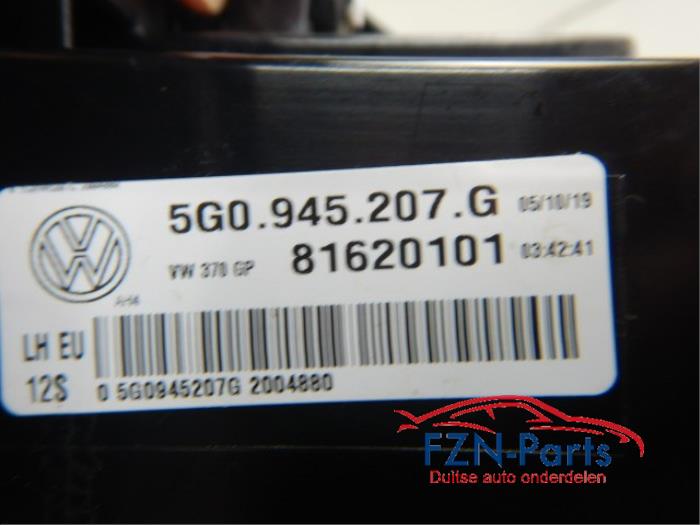 5G0.945.207.G 05/10/19
VW 370 GP 81620101 03:42:41
LH EU
12S 0 5G0945207G 2004880
FZN-Parts
Duitse auto onderdelen